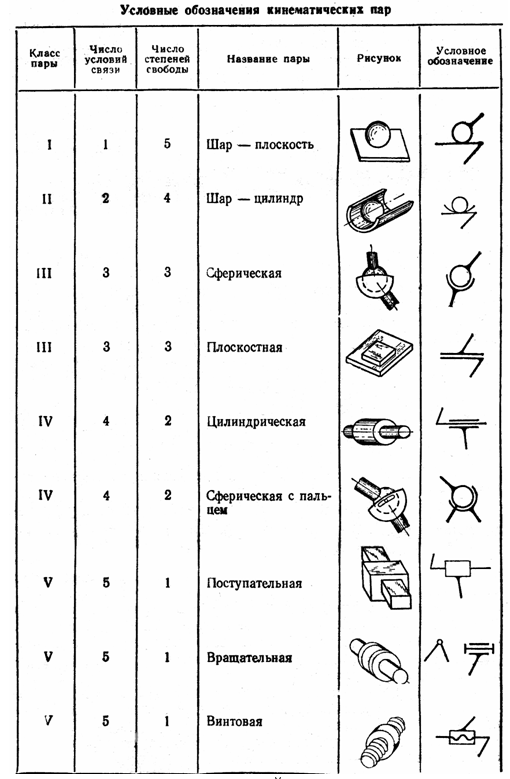 Условные обозначения кинематических пар
Класс пары | Число условий связи | Число степеней свободы | Название пары | Рисунок | Условное обозначение
I | 1 | 5 | Шар — плоскость
II | 2 | 4 | Шар — цилиндр
III | 3 | 3 | Сферическая
III | 3 | 3 | Плоскостная
IV | 4 | 2 | Цилиндрическая
IV | 4 | 2 | Сферическая с паль-
цем
V | 5 | 1 | Поступательная
V | 5 | 1 | Вращательная
V | 5 | 1 | Винтовая